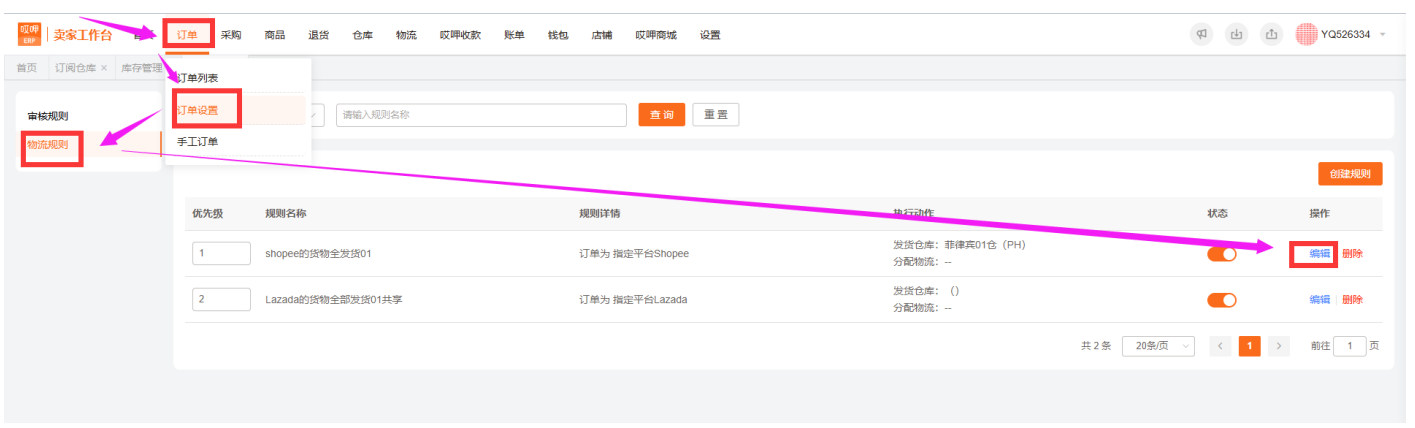 哎呷 ERP 卖家工作台 订单 采购 商品 退货 仓库 物流 哎呷收款 账单 钱包 店铺 哎呷商城 设置 YQ526334
首页 订阅仓库 × 库存管理
订单列表
订单设置
手工订单
审核规则
物流规则
请输入规则名称 查询 重置
创建规则
优先级 规则名称 规则详情 执行动作 状态 操作
1 shopee的货物全发货01 订单为 指定平台Shopee 发货仓库：菲律宾01仓（PH） 编辑 删除
分配物流：--
2 Lazada的货物全部发货01共享 订单为 指定平台Lazada 发货仓库：（） 编辑 删除
分配物流：--
共 2 条 20条/页 < 1 > 前往 1 页